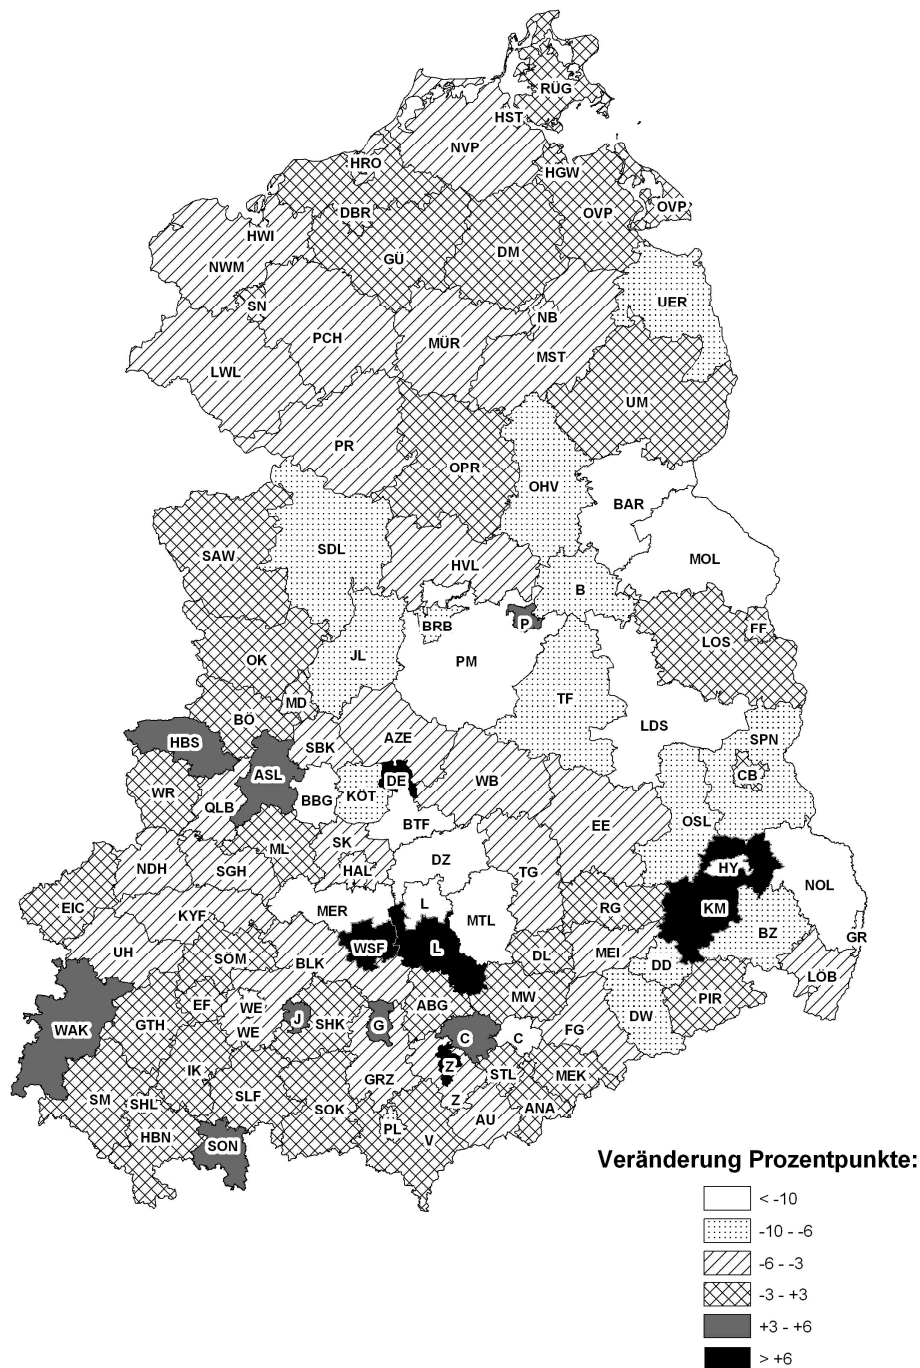 RÜG
HST
NVP
HRO
HGW
DBR
OVP
OVP
HWI
GÜ
DM
NWM
SN
UER
NB
PCH
MÜR
MST
LWL
UM
PR
OPR
OHV
BAR
SDL
SAW
HVL
MOL
B
BRB
P
FF
LOS
OK
JL
PM
MD
TF
BÖ
LDS
HBS
SBK
AZE
SPN
ASL
DE
WB
CB
WR
QLB
BBG
KÖT
BTF
OSL
EE
ML
SK
DZ
NDH
SGH
HAL
TG
HY
NOL
EIC
MER
L
RG
KM
KYF
MTL
BZ
GR
UH
SÖM
WSF
L
DL
MEI
BLK
DD
LÖB
EF
WE
ABG
MW
PIR
WAK
GTH
WE
J
SHK
G
FG
DW
C
C
IK
Z
STL
MEK
SM
SHL
SLF
GRZ
SOK
Z
AU
ANA
HBN
PL
V
SON
Veränderung Prozentpunkte:
< -10
-10 - -6
-6 - -3
-3 - +3
+3 - +6
> +6